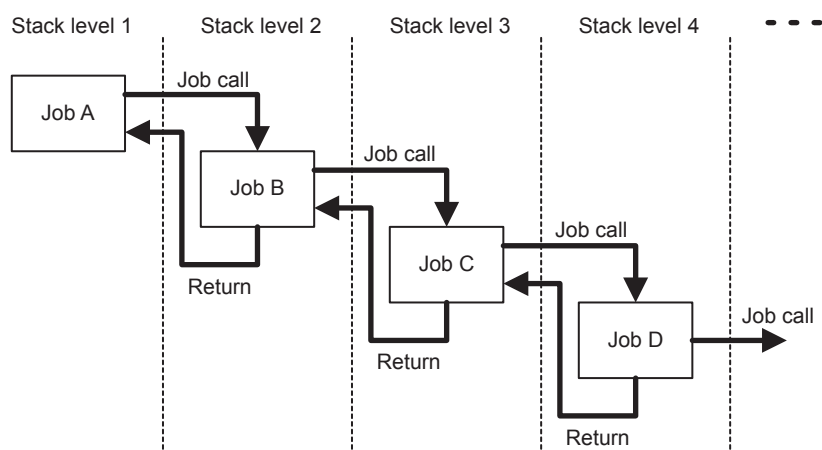 Stack level 1
Stack level 2
Stack level 3
Stack level 4
Job call
Job A
Job call
Job B
Job call
Job C
Return
Job call
Job D
Return
Return